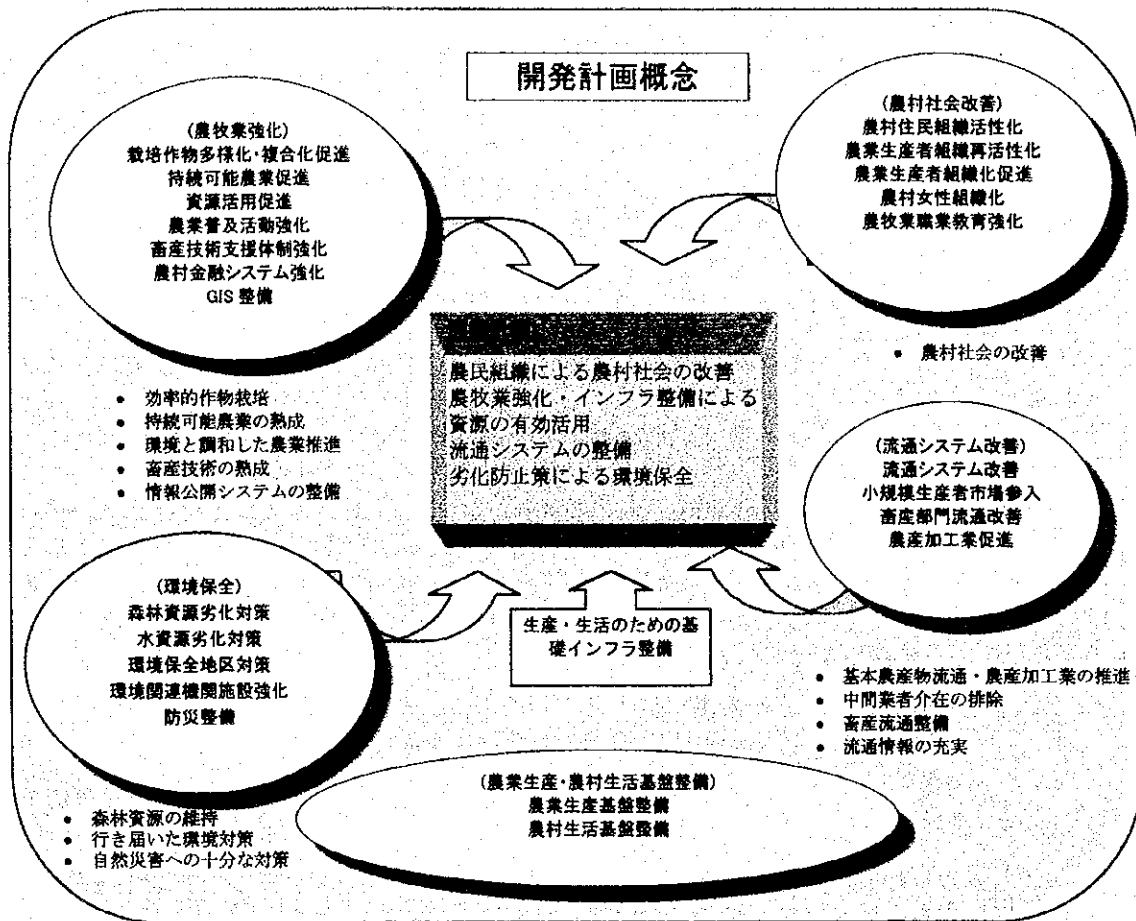 開発計画概念
(農牧業強化)
栽培作物多様化・複合化促進
持続可能農業促進
資源活用促進
農業普及活動強化
畜産技術支援体制強化
農村金融システム強化
GIS 整備
(農村社会改善)
農村住民組織活性化
農業生産者組織再活性化
農業生産者組織化促進
農村女性組織化
農牧業職業教育強化
• 農村社会の改善
農民組織による農村社会の改善
農牧業強化・インフラ整備による
資源の有効活用
流通システムの整備
劣化防止策による環境保全
• 効率的作物栽培
• 持続可能農業の熟成
• 環境と調和した農業推進
• 畜産技術の熟成
• 情報公開システムの整備
(流通システム改善)
流通システム改善
小規模生産者市場参入
畜産部門流通改善
農産加工業促進
(環境保全)
森林資源劣化対策
水資源劣化対策
環境保全地区対策
環境関連機関施設強化
防災整備
生産・生活のための基
礎インフラ整備
• 基本農産物流通・農産加工業の推進
• 中間業者介在の排除
• 畜産流通整備
• 流通情報の充実
(農業生産・農村生活基盤整備)
農業生産基盤整備
農村生活基盤整備
• 森林資源の維持
• 行き届いた環境対策
• 自然災害への十分な対策